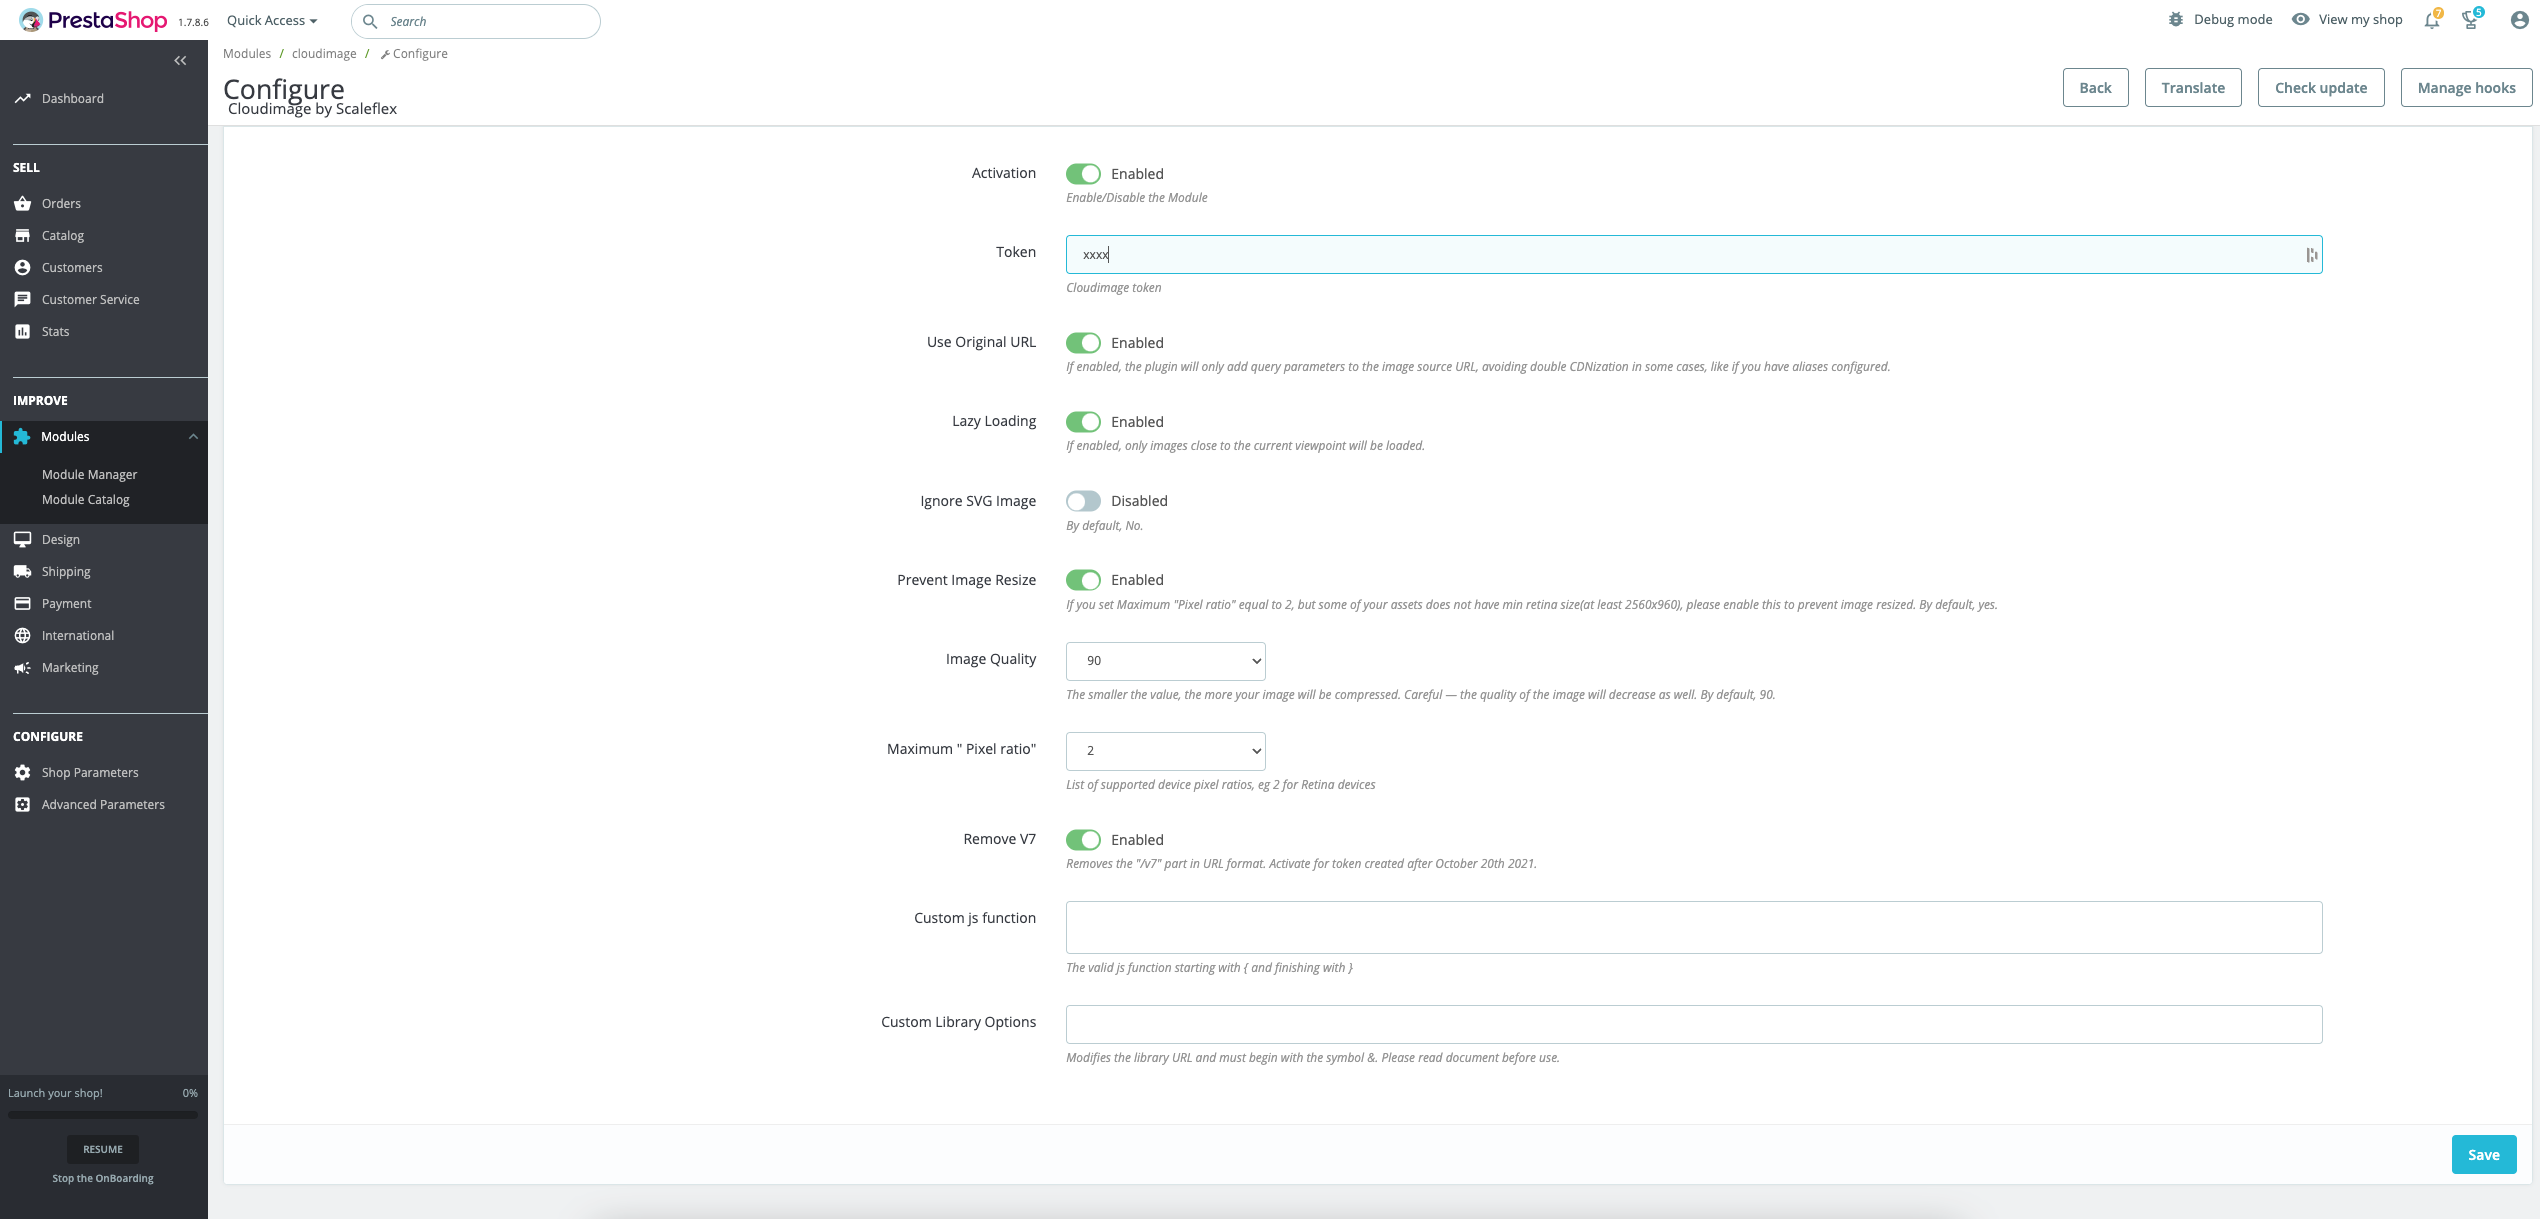 PrestaShop 1.7.8.6 Quick Access Search Debug mode View my shop 7 5
Modules / cloudimage / Configure
Configure
Cloudimage by Scaleflex
Back Translate Check update Manage hooks
Dashboard
SELL
Orders
Catalog
Customers
Customer Service
Stats
IMPROVE
Modules
Module Manager
Module Catalog
Design
Shipping
Payment
International
Marketing
CONFIGURE
Shop Parameters
Advanced Parameters
Launch your shop! 0%
RESUME
Stop the OnBoarding
Activation Enabled
Enable/Disable the Module
Token xxxx
Cloudimage token
Use Original URL Enabled
If enabled, the plugin will only add query parameters to the image source URL, avoiding double CDNization in some cases, like if you have aliases configured.
Lazy Loading Enabled
If enabled, only images close to the current viewpoint will be loaded.
Ignore SVG Image Disabled
By default, No.
Prevent Image Resize Enabled
If you set Maximum "Pixel ratio" equal to 2, but some of your assets does not have min retina size(at least 2560x960), please enable this to prevent image resized. By default, yes.
Image Quality 90
The smaller the value, the more your image will be compressed. Careful — the quality of the image will decrease as well. By default, 90.
Maximum " Pixel ratio" 2
List of supported device pixel ratios, eg 2 for Retina devices
Remove V7 Enabled
Removes the "/v7" part in URL format. Activate for token created after October 20th 2021.
Custom js function
The valid js function starting with { and finishing with }
Custom Library Options
Modifies the library URL and must begin with the symbol &. Please read document before use.
Save